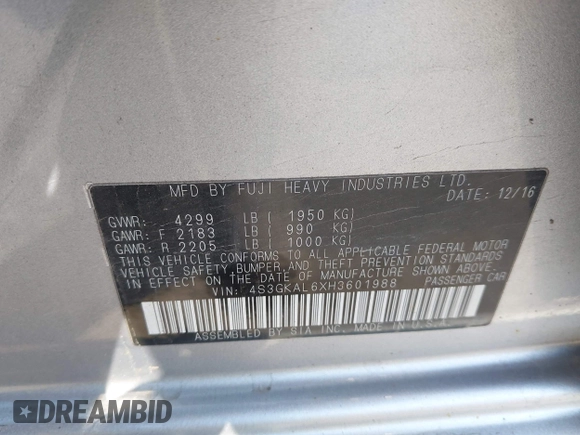 MFD BY FUJI HEAVY INDUSTRIES LTD.
DATE: 12/16
GVWR: 4299 LB ( 1950 KG)
GAWR: F 2183 LB ( 990 KG)
GAWR: R 2205 LB ( 1000 KG)
THIS VEHICLE CONFORMS TO ALL APPLICABLE FEDERAL MOTOR
VEHICLE SAFETY, BUMPER, AND THEFT PREVENTION STANDARDS
IN EFFECT ON THE DATE OF MANUFACTURE SHOWN ABOVE.
VIN: 4S3GKAL6XH3601988 PASSENGER CAR
ASSEMBLED BY SIA INC. MADE IN U.S.A.
DREAMBID